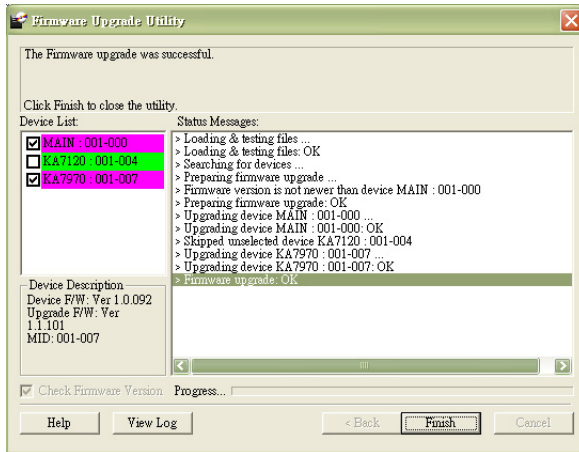 Firmware Upgrade Utility
The Firmware upgrade was successful.
Click Finish to close the utility.
Device List:
MAIN : 001-000
KA7120 : 001-004
KA7970 : 001-007
Status Messages:
> Loading & testing files ...
> Loading & testing files: OK
> Searching for devices ...
> Preparing firmware upgrade ...
> Firmware version is not newer than device MAIN : 001-000
> Preparing firmware upgrade: OK
> Upgrading device MAIN : 001-000 ...
> Upgrading device MAIN : 001-000: OK
> Skipped unselected device KA7120 : 001-004
> Upgrading device KA7970 : 001-007 ...
> Upgrading device KA7970 : 001-007: OK
> Firmware upgrade: OK
Device Description
Device F/W: Ver 1.0.092
Upgrade F/W: Ver
1.1.101
MID: 001-007
Check Firmware Version Progress...
Help View Log < Back Finish Cancel